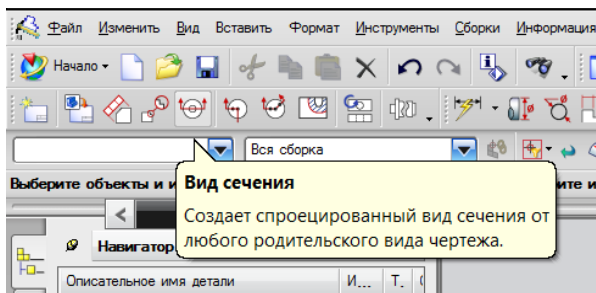 Файл Изменить Вид Вставить Формат Инструменты Сборки Информация
Начало
Вся сборка
Выберите объекты и и
ите и
Вид сечения
Создает спроецированный вид сечения от
любого родительского вида чертежа.
Навигатор
Описательное имя детали И... Т.